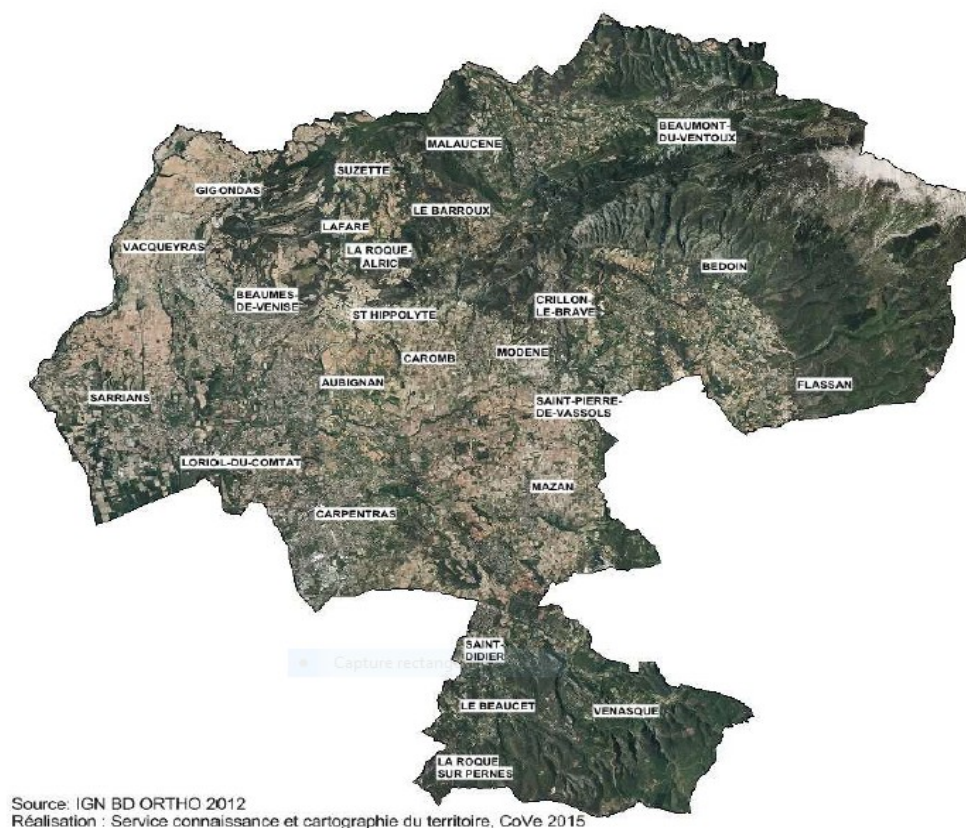 BEAUMONT-
DU-VENTOUX
MALAUCENE
SUZETTE
GIGONDAS
LE BARROUX
LAFARE
VACQUEYRAS
LA ROQUE-
ALRIC
BEDOIN
BEAUMES-
DE-VENISE
CRILLON-
LE-BRAVE
ST HIPPOLYTE
MODENE
CAROMB
AUBIGNAN
FLASSAN
SARRIANS
SAINT-PIERRE-
DE-VASSOLS
LORIOL-DU-COMTAT
MAZAN
CARPENTRAS
SAINT-
DIDIER
Capture rectang
LE BEAUCET
VENASQUE
LA ROQUE
SUR PERNES
Source: IGN BD ORTHO 2012
Réalisation : Service connaissance et cartographie du territoire, CoVe 2015